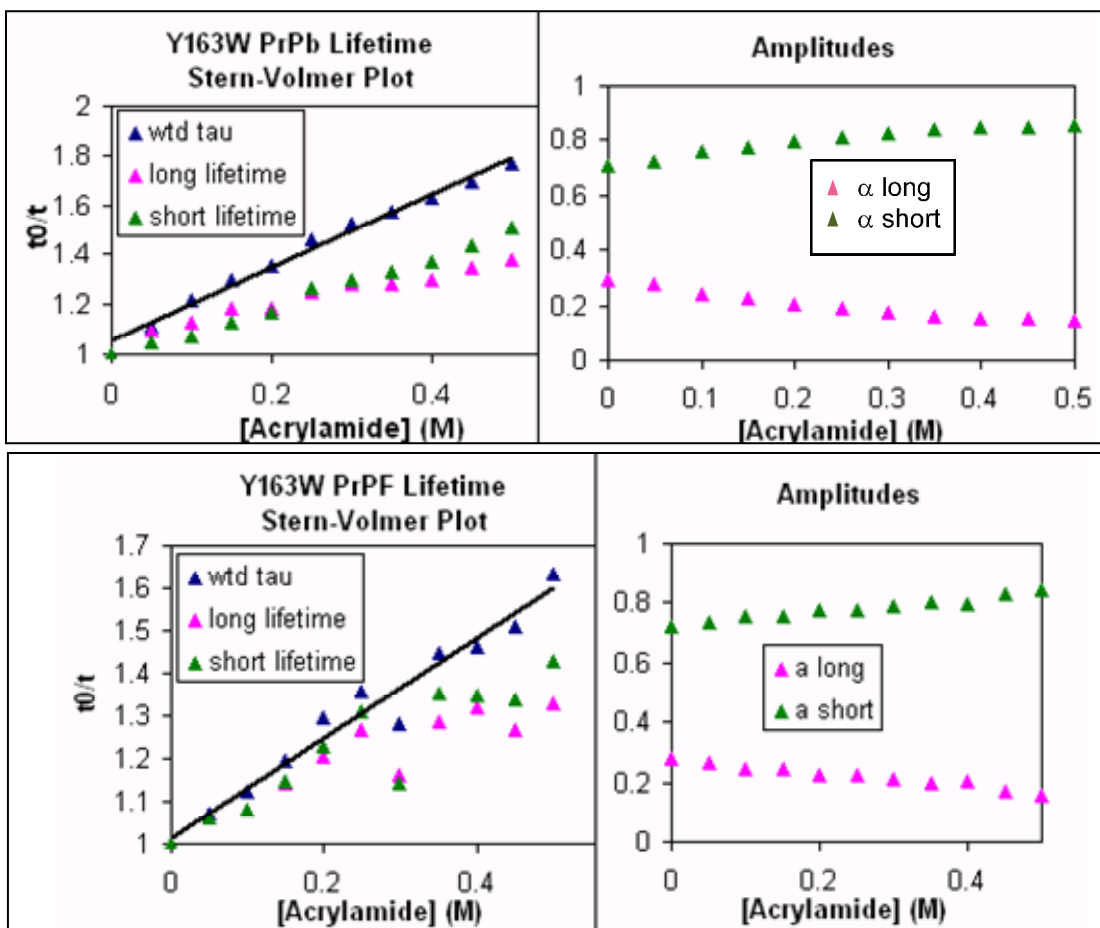 Y163W PrPb Lifetime
Stern-Volmer Plot
t0/t
2
1.8
1.6
1.4
1.2
1
wtd tau
long lifetime
short lifetime
0
0.2
0.4
[Acrylamide] (M)
Amplitudes
1
0.8
0.6
0.4
0.2
0
α long
α short
0
0.1
0.2
0.3
0.4
0.5
[Acrylamide] (M)
Y163W PrPF Lifetime
Stern-Volmer Plot
t0/t
1.7
1.6
1.5
1.4
1.3
1.2
1.1
1
wtd tau
long lifetime
short lifetime
0
0.2
0.4
[Acrylamide] (M)
Amplitudes
1
0.8
0.6
0.4
0.2
0
a long
a short
0
0.2
0.4
[Acrylamide] (M)